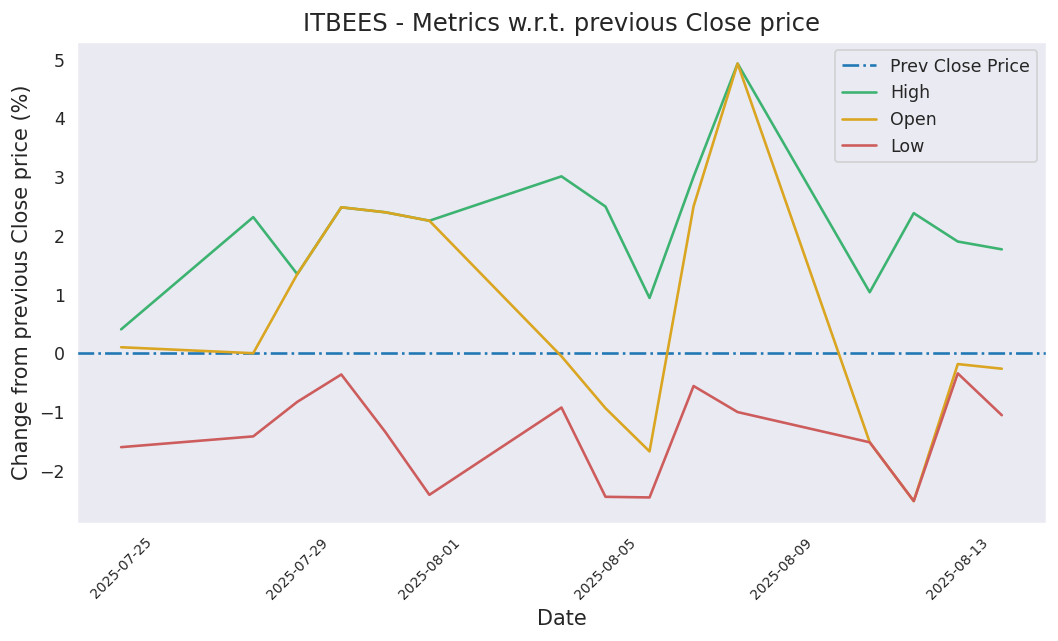 ITBEES - Metrics w.r.t. previous Close price
Change from previous Close price (%)
5
4
3
2
1
0
−1
−2
Prev Close Price
High
Open
Low
2025-07-25
2025-07-29
2025-08-01
2025-08-05
2025-08-09
2025-08-13
Date